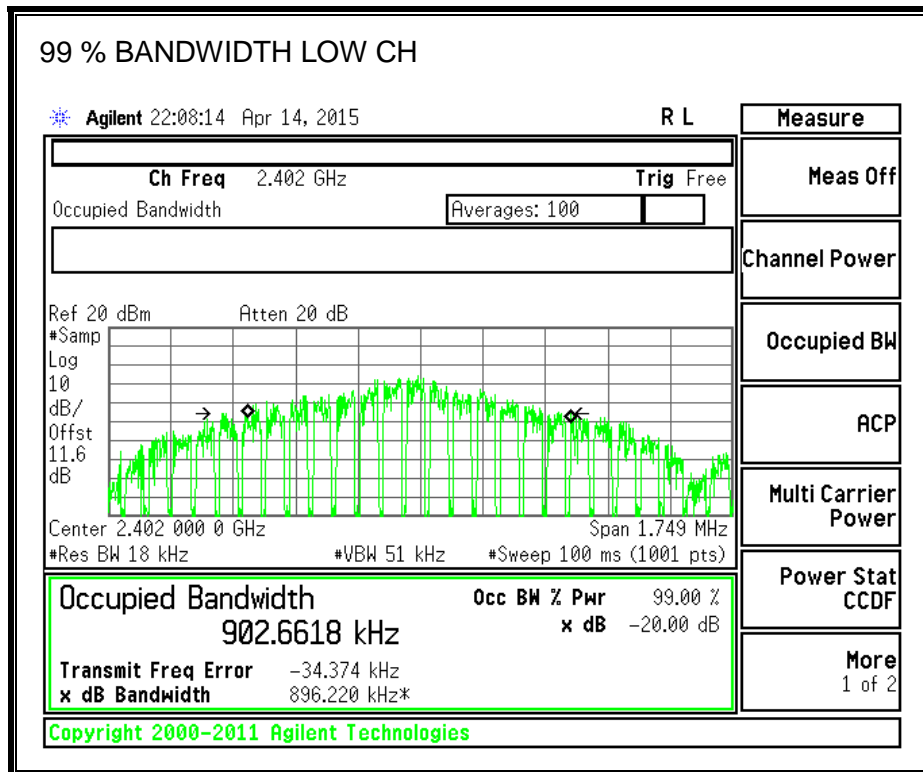 99 % BANDWIDTH LOW CH
Agilent 22:08:14 Apr 14, 2015 R L
Measure
Ch Freq 2.402 GHz Trig Free
Occupied Bandwidth Averages: 100
Meas Off
Channel Power
Occupied BW
ACP
Multi Carrier
Power
Power Stat
CCDF
More
1 of 2
Ref 20 dBm Atten 20 dB
#Samp
Log
10
dB/
Offst
11.6
dB
Center 2.402 000 0 GHz Span 1.749 MHz
#Res BW 18 kHz #VBW 51 kHz #Sweep 100 ms (1001 pts)
Occupied Bandwidth Occ BW % Pwr 99.00 %
902.6618 kHz x dB -20.00 dB
Transmit Freq Error -34.374 kHz
x dB Bandwidth 896.220 kHz*
Copyright 2000-2011 Agilent Technologies